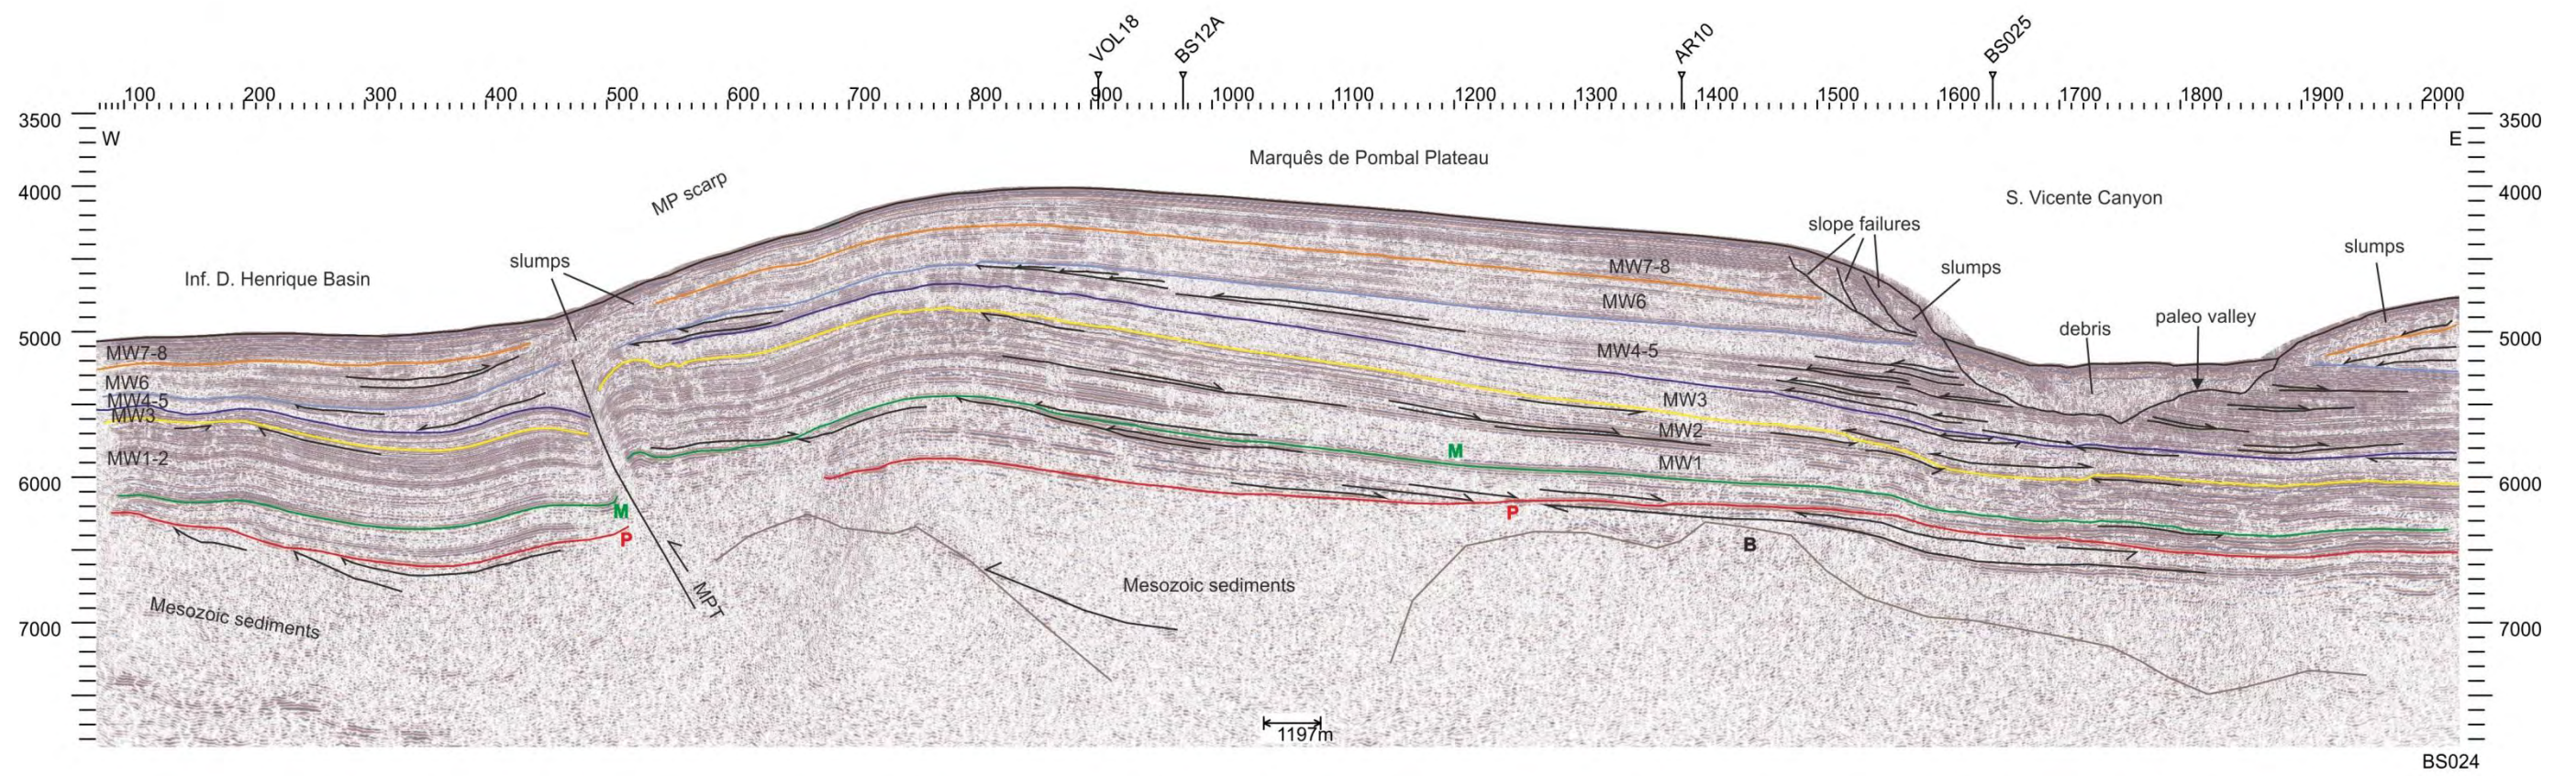 VOL18
BS12A
AR10
BS025
100 200 300 400 500 600 700 800 900 1000 1100 1200 1300 1400 1500 1600 1700 1800 1900 2000
3500
3500
W
E
Marquês de Pombal Plateau
MP scarp
4000
4000
S. Vicente Canyon
slope failures
slumps
slumps
slumps
Inf. D. Henrique Basin
MW7-8
MW6
paleo valley
debris
5000
5000
MW7-8
MW4-5
MW6
MW4-5
MW3
MW3
MW2
M
MW1-2
MW1
6000
6000
M
P
P
B
MPT
Mesozoic sediments
Mesozoic sediments
7000
7000
1197m
BS024